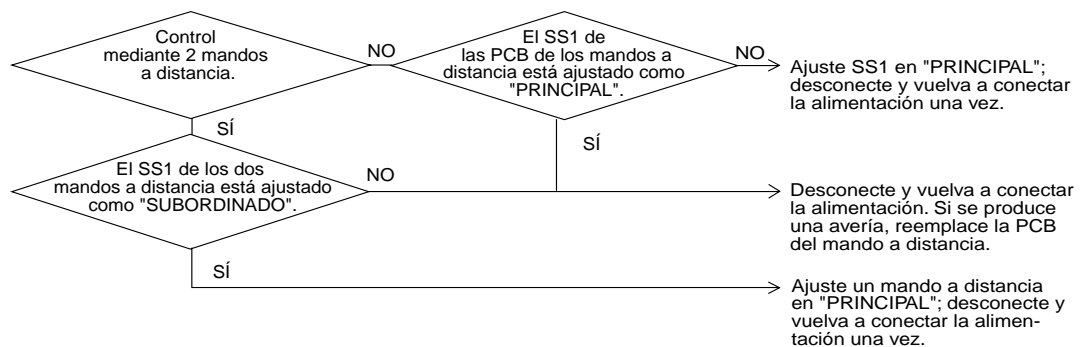 Control
mediante 2 mandos
a distancia.
NO
El SS1 de
las PCB de los mandos a
distancia está ajustado como
"PRINCIPAL".
NO
Ajuste SS1 en "PRINCIPAL";
desconecte y vuelva a conectar
la alimentación una vez.
SÍ
SÍ
El SS1 de los dos
mandos a distancia está ajustado
como "SUBORDINADO".
NO
Desconecte y vuelva a conectar
la alimentación. Si se produce
una avería, reemplace la PCB
del mando a distancia.
SÍ
Ajuste un mando a distancia
en "PRINCIPAL"; desconecte y
vuelva a conectar la alimen-
tación una vez.